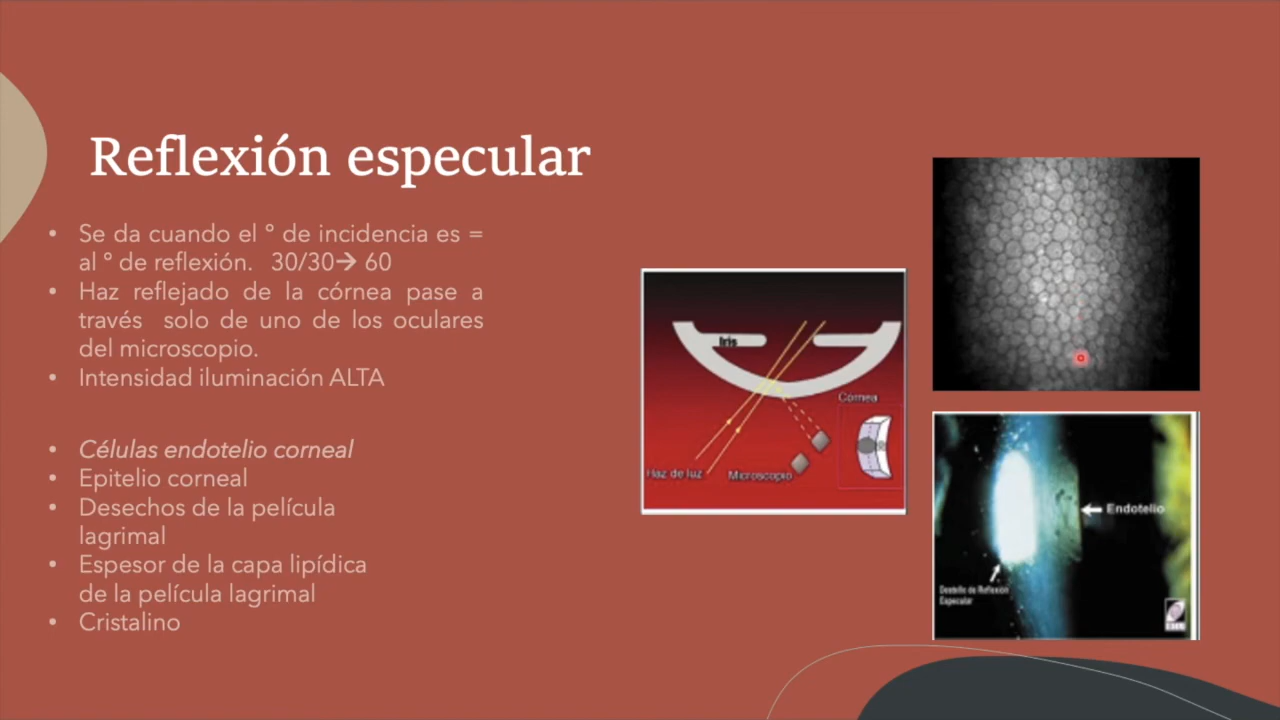 Reflexión especular
• Se da cuando el ° de incidencia es =
al ° de reflexión. 30/30→ 60
• Haz reflejado de la córnea pase a
través solo de uno de los oculares
del microscopio.
• Intensidad iluminación ALTA
• Células endotelio corneal
• Epitelio corneal
• Desechos de la película
lagrimal
• Espesor de la capa lipídica
de la película lagrimal
• Cristalino
Iris
Córnea
Haz de luz
Microscopio
Endotelio
Destello de Reflexión
Especular